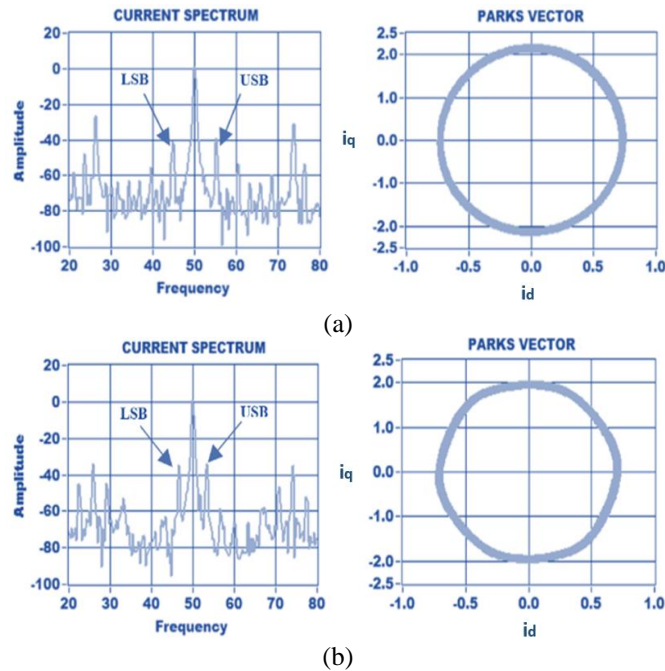 CURRENT SPECTRUM
20
0
-20
-40
-60
-80
-100
Amplitude
LSB
USB
20 30 40 50 60 70 80
Frequency
PARKS VECTOR
2.5
2.0
1.0
0.0
-1.0
-2.0
-2.5
iq
-1.0 -0.5 0.0 0.5 1.0
id
(a)
CURRENT SPECTRUM
20
0
-20
-40
-60
-80
-100
Amplitude
LSB
USB
20 30 40 50 60 70 80
Frequency
PARKS VECTOR
2.5
2.0
1.0
0.0
-1.0
-2.0
-2.5
iq
-1.0 -0.5 0.0 0.5 1.0
id
(b)